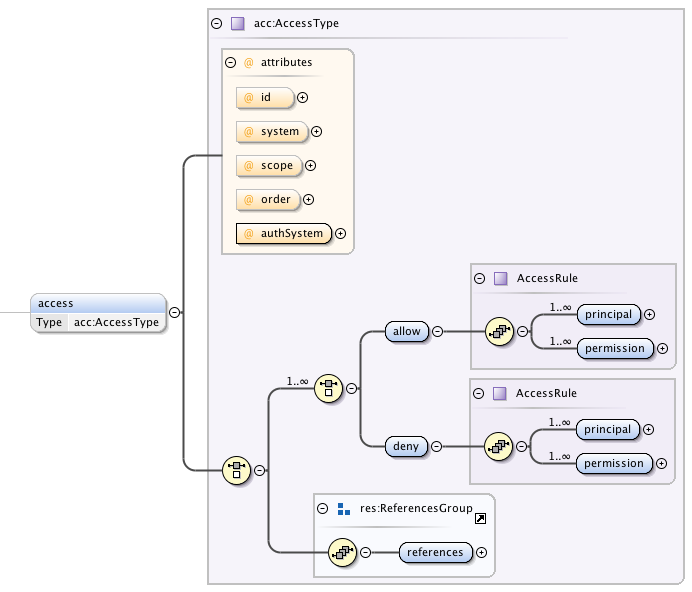 acc:AccessType
@ attributes
@ id
@ system
@ scope
@ order
@ authSystem
access
Type acc:AccessType
AccessRule
1..∞ principal
allow
1..∞ permission
1..∞
AccessRule
1..∞ principal
deny
1..∞ permission
res:ReferencesGroup
references